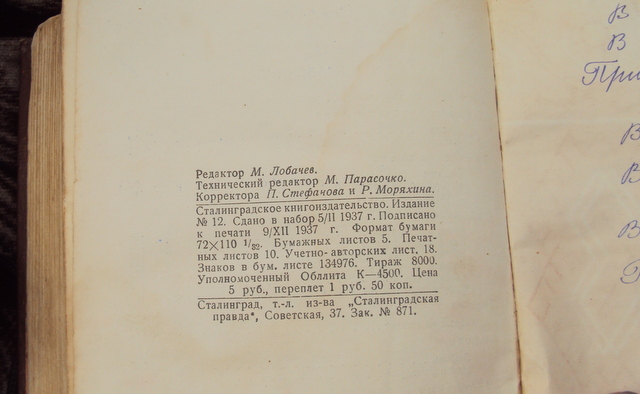 Редактор М. Лобачев.
Технический редактор М. Парасочко.
Корректора П. Стефанова и Р. Моряхина.
Сталинградское книгоиздательство. Издание
№ 12. Сдано в набор 5/II 1937 г. Подписано
к печати 9/XII 1937 г. Формат бумаги
72×110 1/32. Бумажных листов 5. Печат-
ных листов 10. Учетно-авторских лист. 18.
Знаков в бум. листе 134976. Тираж 8000.
Уполномоченный Обллита К—4500. Цена
5 руб., переплет 1 руб. 50 коп.
Сталинград, т.-л. из-ва „Сталинградская
правда", Советская, 37. Зак. № 871.
В
В
При
В
В
В